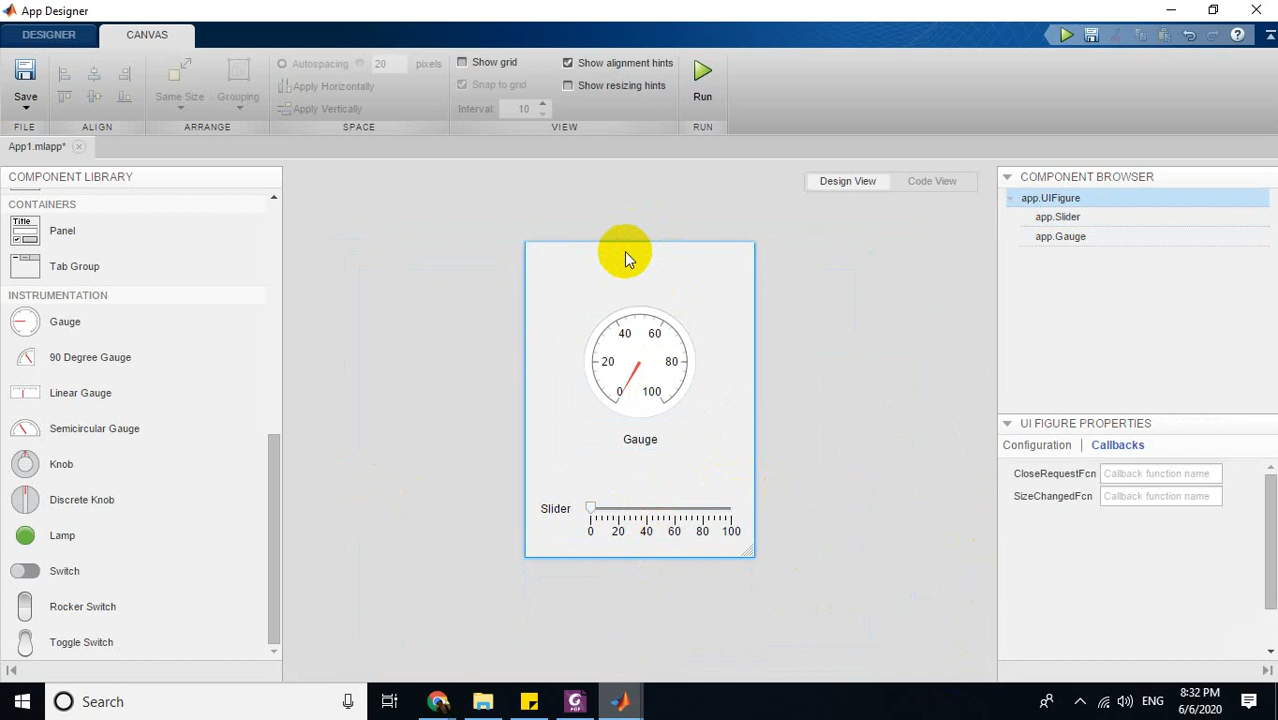 App Designer
DESIGNER
CANVAS
Save
FILE
ALIGN
Same Size
Grouping
ARRANGE
Autospacing
20
pixels
Apply Horizontally
Apply Vertically
SPACE
Show grid
Snap to grid
Interval:
10
Show alignment hints
Show resizing hints
VIEW
Run
RUN
App1.mlapp*
COMPONENT LIBRARY
CONTAINERS
Title
Panel
Tab Group
INSTRUMENTATION
Gauge
90 Degree Gauge
Linear Gauge
Semicircular Gauge
Knob
Discrete Knob
Lamp
Switch
Rocker Switch
Toggle Switch
Design View
Code View
40 60
20 80
0 100
Gauge
Slider
0 20 40 60 80 100
COMPONENT BROWSER
app.UIFigure
app.Slider
app.Gauge
UI FIGURE PROPERTIES
Configuration | Callbacks
CloseRequestFcn Callback function name
SizeChangedFcn Callback function name
Search
PDF
ENG
8:32 PM
6/6/2020